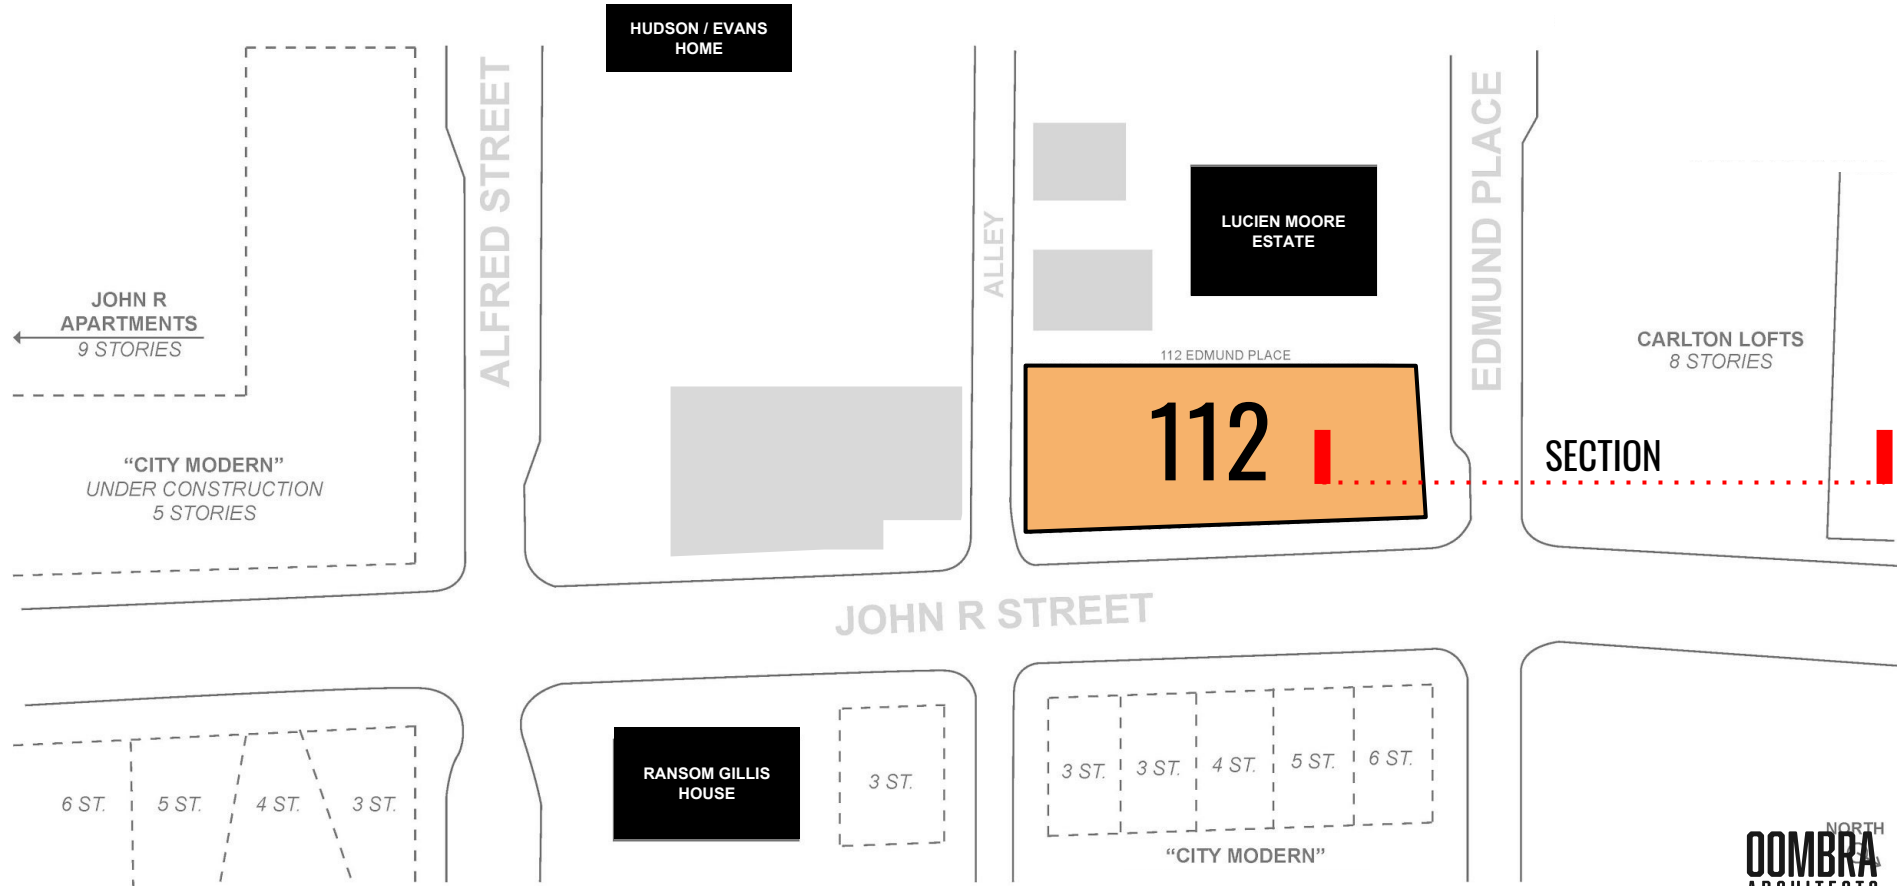 HUDSON / EVANS
HOME
ALFRED STREET
ALLEY
EDMUND PLACE
LUCIEN MOORE
ESTATE
JOHN R
APARTMENTS
9 STORIES
CARLTON LOFTS
8 STORIES
112 EDMUND PLACE
112
SECTION
“CITY MODERN”
UNDER CONSTRUCTION
5 STORIES
JOHN R STREET
RANSOM GILLIS
HOUSE
3 ST.
3 ST.
3 ST.
4 ST.
5 ST.
6 ST.
6 ST.
5 ST.
4 ST.
3 ST.
“CITY MODERN”
NORTH
OOMBRA
ARCHITECTS